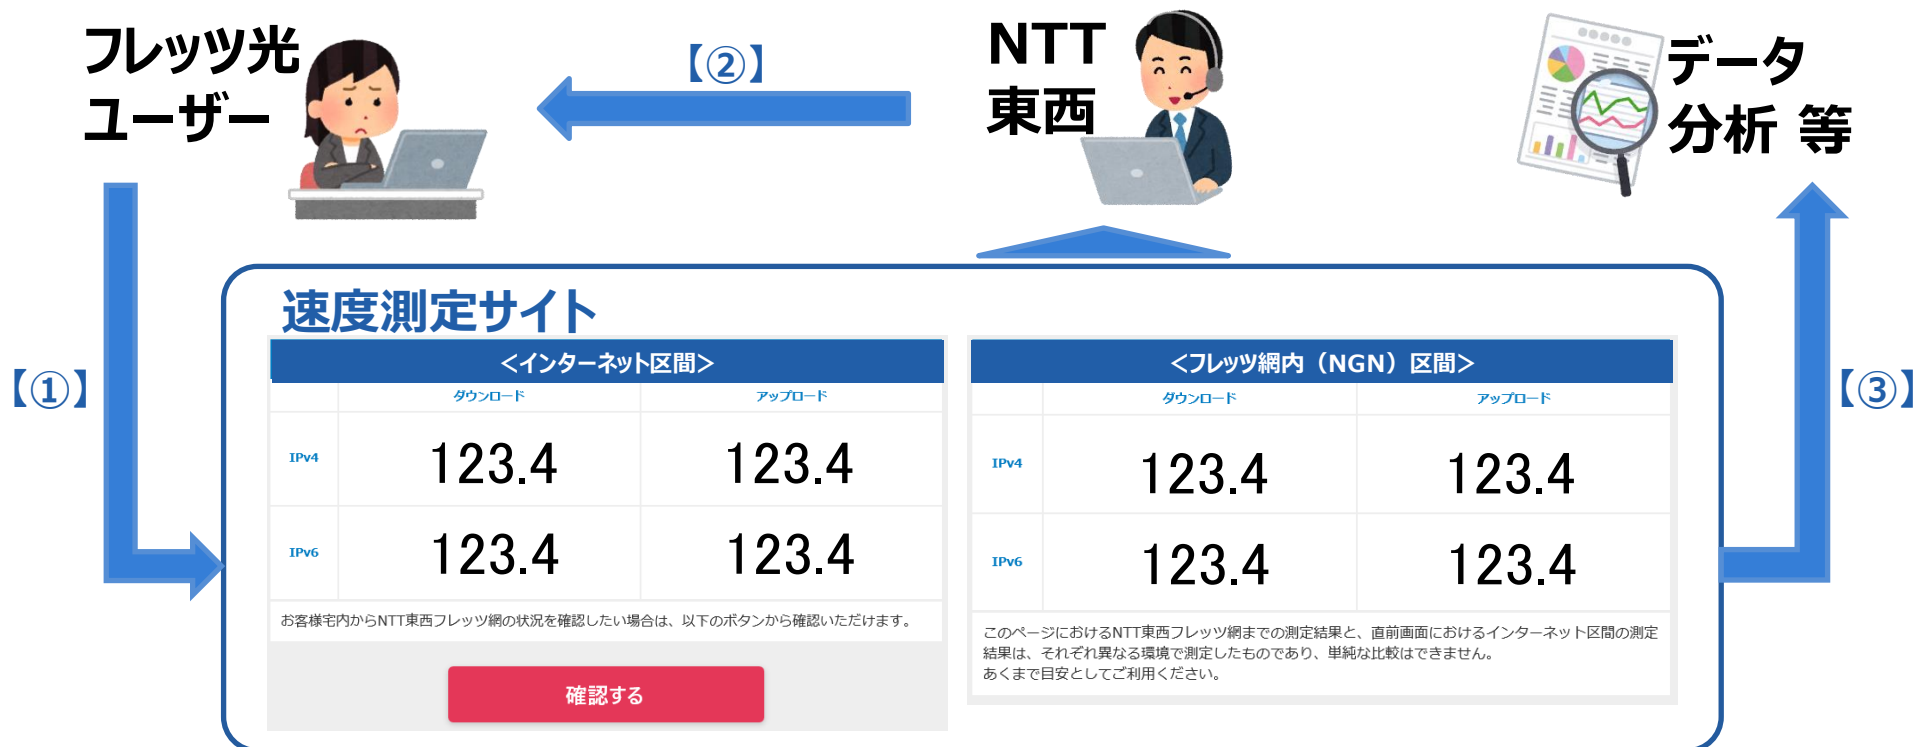 フレッツ光
ユーザー
【②】
NTT
東西
データ
分析 等
【①】
【③】
速度測定サイト
＜インターネット区間＞
ダウンロード アップロード
IPv4 123.4 123.4
IPv6 123.4 123.4
お客様宅内からNTT東西フレッツ網の状況を確認したい場合は、以下のボタンから確認いただけます。
確認する
＜フレッツ網内（NGN）区間＞
ダウンロード アップロード
IPv4 123.4 123.4
IPv6 123.4 123.4
このページにおけるNTT東西フレッツ網までの測定結果と、直前画面におけるインターネット区間の測定
結果は、それぞれ異なる環境で測定したものであり、単純な比較はできません。
あくまで目安としてご利用ください。